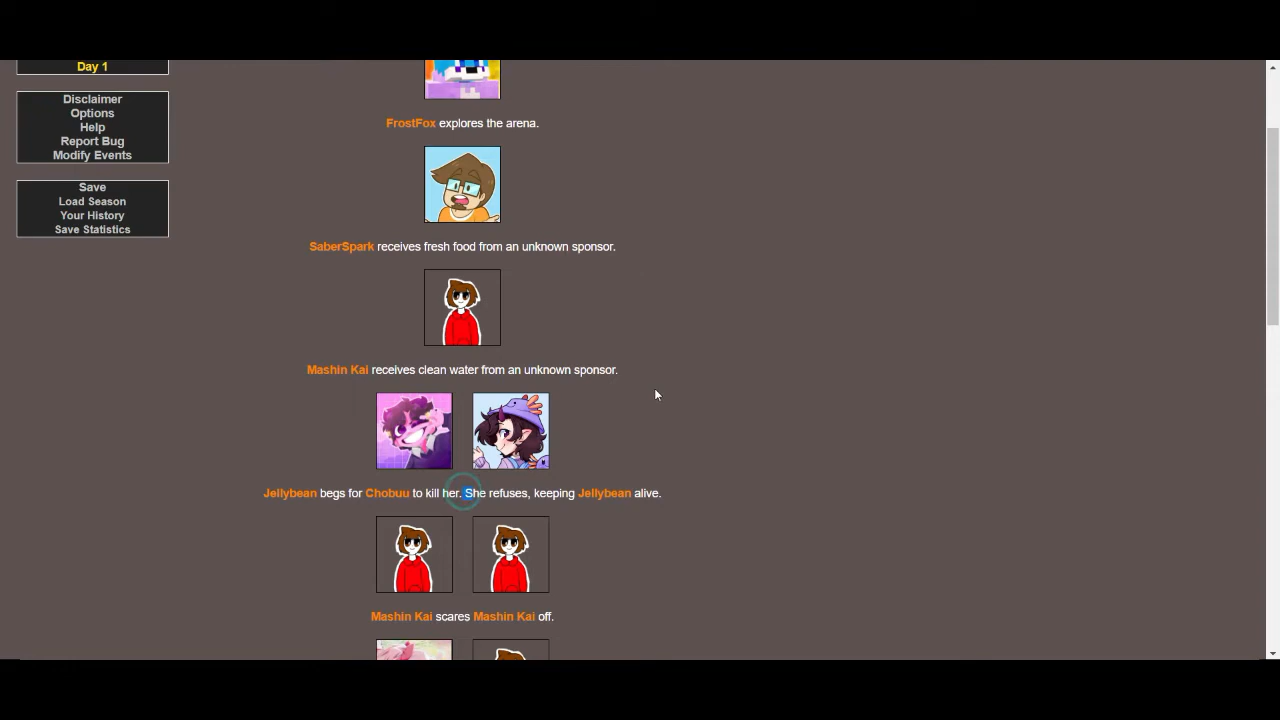 Day 1
Disclaimer
Options
Help
Report Bug
Modify Events
Save
Load Season
Your History
Save Statistics
FrostFox explores the arena.
SaberSpark receives fresh food from an unknown sponsor.
Mashin Kai receives clean water from an unknown sponsor.
Jellybean begs for Chobuu to kill her. She refuses, keeping Jellybean alive.
Mashin Kai scares Mashin Kai off.